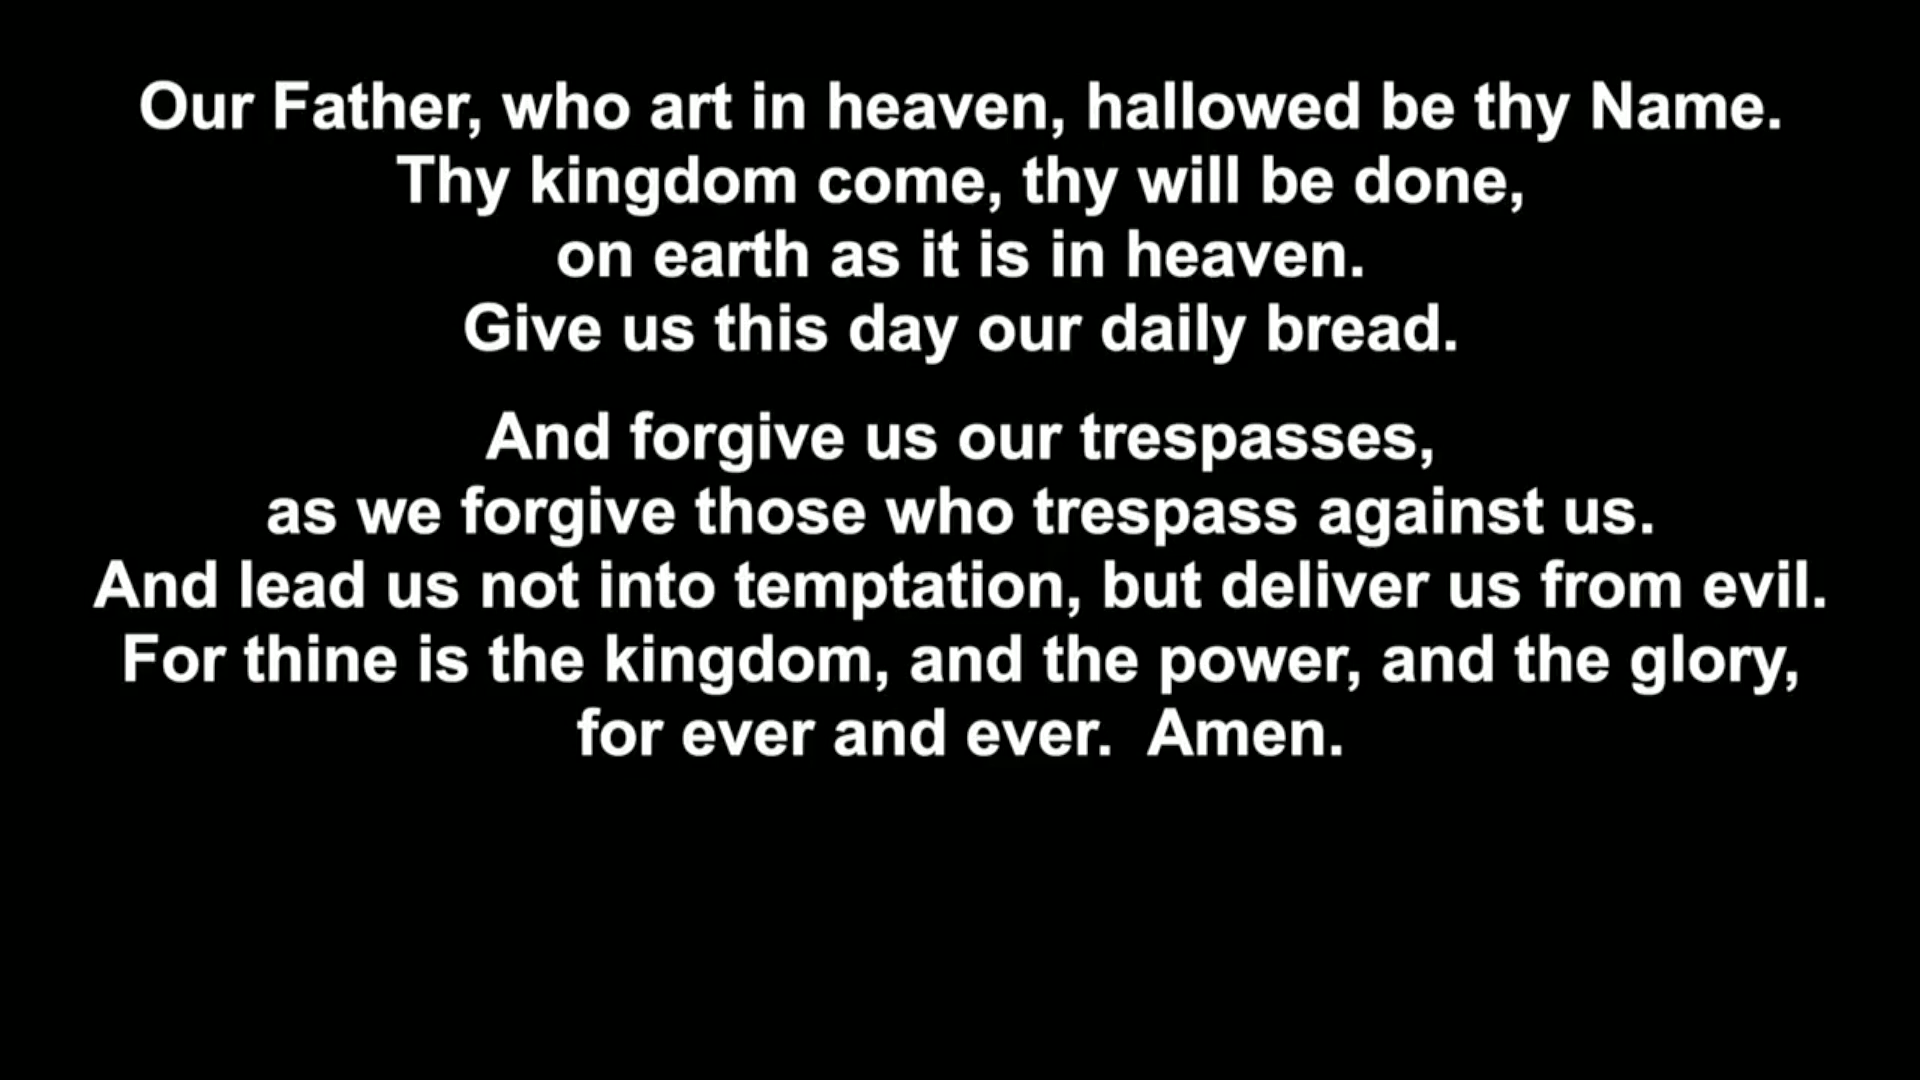 Our Father, who art in heaven, hallowed be thy Name.
Thy kingdom come, thy will be done,
on earth as it is in heaven.
Give us this day our daily bread.
And forgive us our trespasses,
as we forgive those who trespass against us.
And lead us not into temptation, but deliver us from evil.
For thine is the kingdom, and the power, and the glory,
for ever and ever.  Amen.